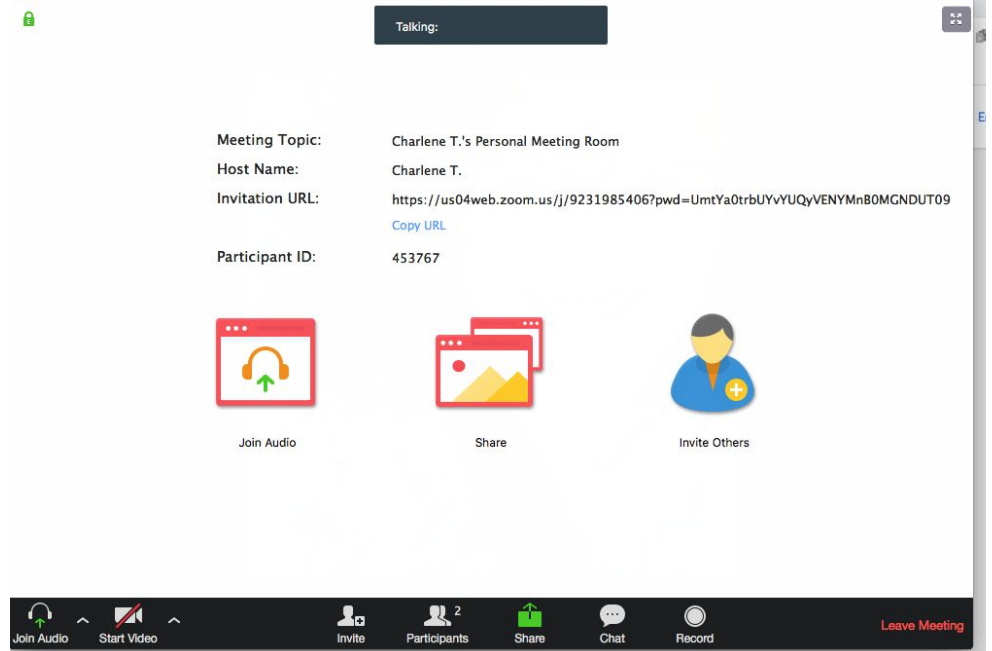 Talking:
Meeting Topic: Charlene T.'s Personal Meeting Room
Host Name: Charlene T.
Invitation URL: https://us04web.zoom.us/j/9231985406?pwd=UmtYa0trbUYvYUQyVENYMnB0MGNDUT09
Copy URL
Participant ID: 453767
Join Audio Share Invite Others
2
Join Audio Start Video Invite Participants Share Chat Record Leave Meeting